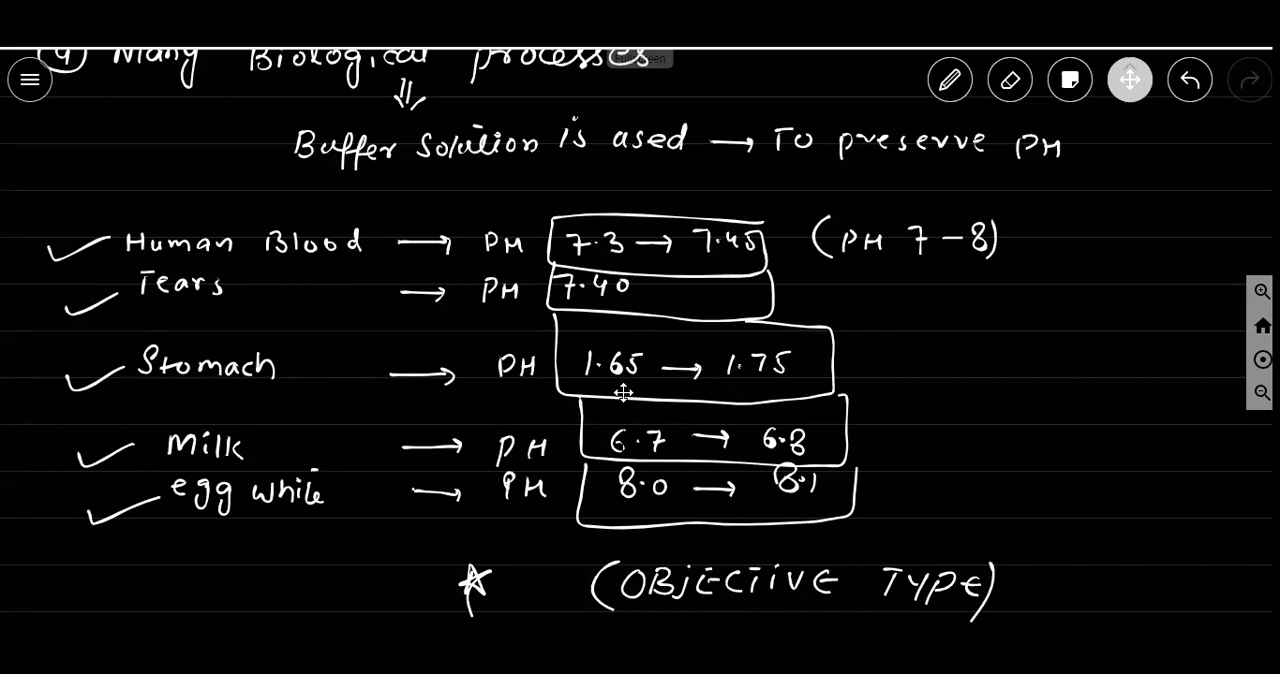 (4) Many Biological processes
⇓
Buffer Solution is used → To preserve PH
Human Blood → PH 7.3 → 7.45 (PH 7-8)
Tears → PH 7.40
Stomach → PH 1.65 → 1.75
Milk → PH 6.7 → 6.8
egg while → PH 8.0 → 8.1
(OBJECTIVE TYPE)